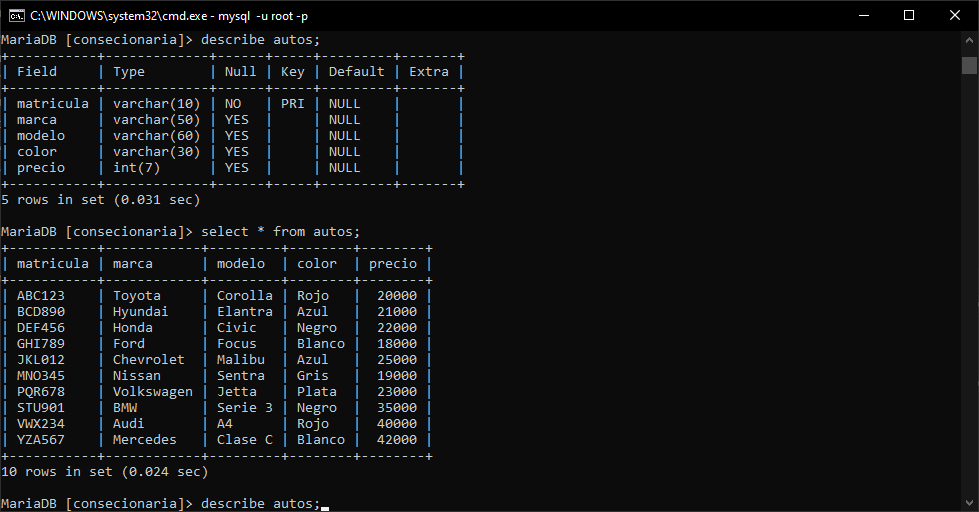 C:\WINDOWS\system32\cmd.exe - mysql  -u root -p
MariaDB [consecionaria]> describe autos;
+-----------+-------------+------+-----+---------+-------+
| Field     | Type        | Null | Key | Default | Extra |
+-----------+-------------+------+-----+---------+-------+
| matricula | varchar(10) | NO   | PRI | NULL    |       |
| marca     | varchar(50) | YES  |     | NULL    |       |
| modelo    | varchar(60) | YES  |     | NULL    |       |
| color     | varchar(30) | YES  |     | NULL    |       |
| precio    | int(7)      | YES  |     | NULL    |       |
+-----------+-------------+------+-----+---------+-------+
5 rows in set (0.031 sec)

MariaDB [consecionaria]> select * from autos;
+-----------+------------+---------+--------+--------+
| matricula | marca      | modelo  | color  | precio |
+-----------+------------+---------+--------+--------+
| ABC123    | Toyota     | Corolla | Rojo   |  20000 |
| BCD890    | Hyundai    | Elantra | Azul   |  21000 |
| DEF456    | Honda      | Civic   | Negro  |  22000 |
| GHI789    | Ford       | Focus   | Blanco |  18000 |
| JKL012    | Chevrolet  | Malibu  | Azul   |  25000 |
| MNO345    | Nissan     | Sentra  | Gris   |  19000 |
| PQR678    | Volkswagen | Jetta   | Plata  |  23000 |
| STU901    | BMW        | Serie 3 | Negro  |  35000 |
| VWX234    | Audi       | A4      | Rojo   |  40000 |
| YZA567    | Mercedes   | Clase C | Blanco |  42000 |
+-----------+------------+---------+--------+--------+
10 rows in set (0.024 sec)

MariaDB [consecionaria]> describe autos;